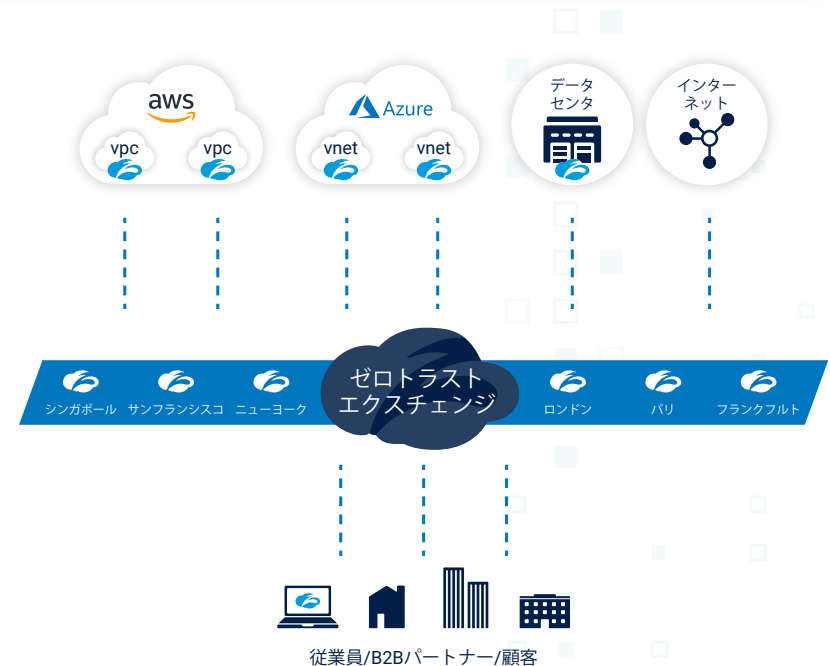 aws
vpc
vpc
Azure
vnet
vnet
データ
センタ
インター
ネット
ゼロトラスト
エクスチェンジ
シンガポール
サンフランシスコ
ニューヨーク
ロンドン
パリ
フランクフルト
従業員/B2Bパートナー/顧客